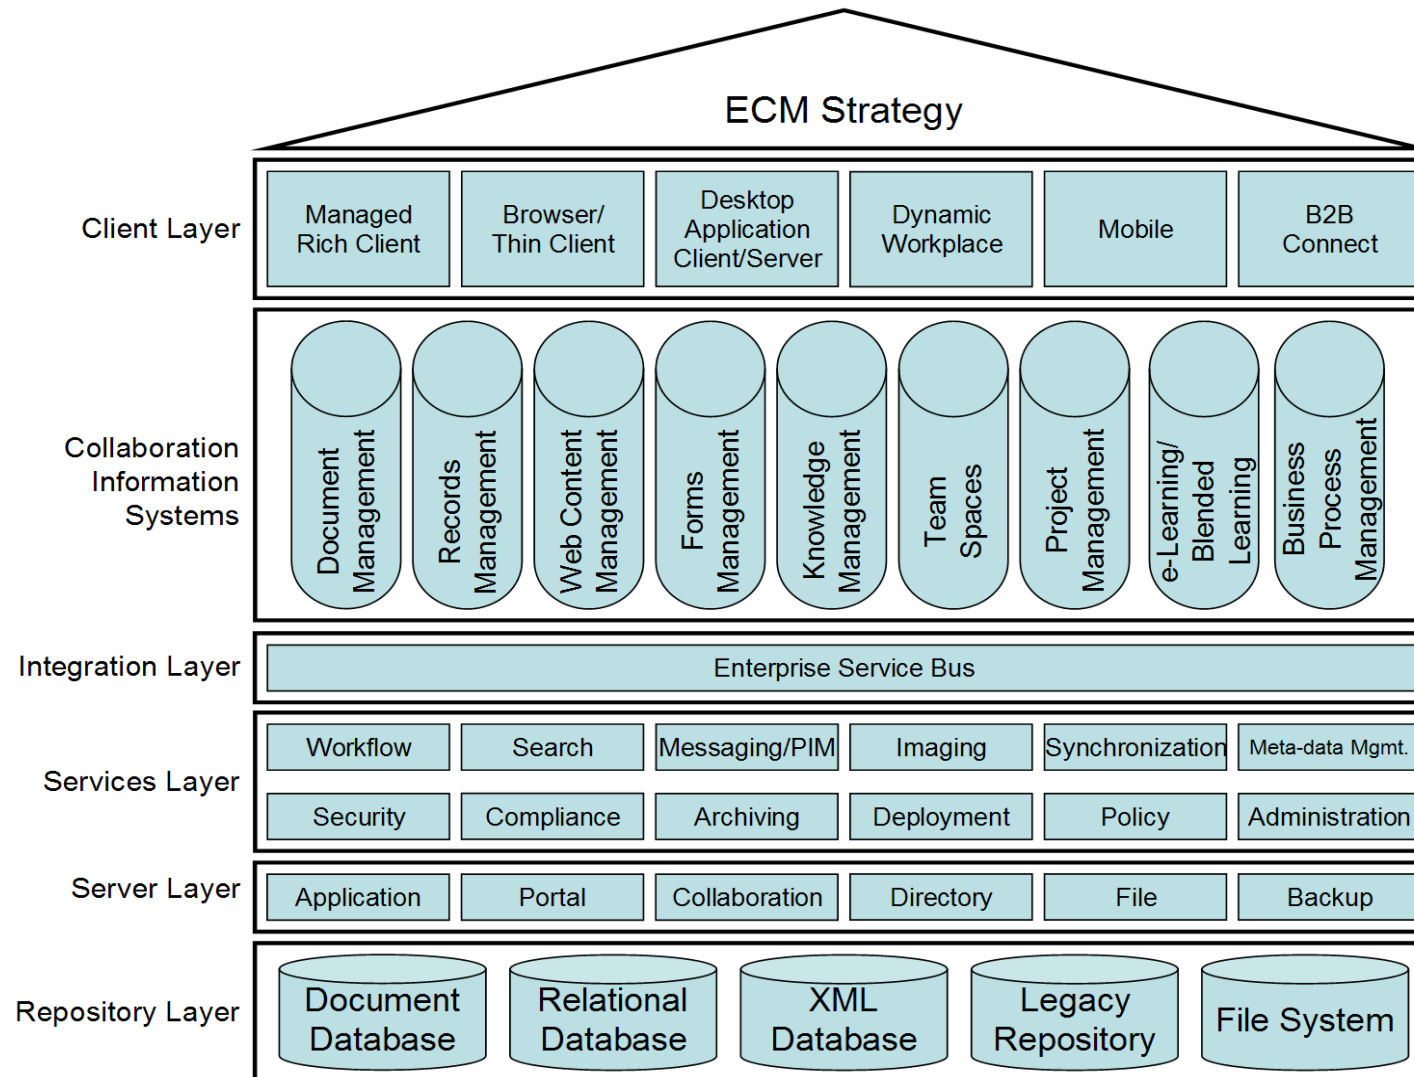 ECM Strategy
Client Layer
Managed
Rich Client
Browser/
Thin Client
Desktop
Application
Client/Server
Dynamic
Workplace
Mobile
B2B
Connect
Collaboration
Information
Systems
Document
Management
Records
Management
Web Content
Management
Forms
Management
Knowledge
Management
Team
Spaces
Project
Management
e-Learning/
Blended
Learning
Business
Process
Management
Integration Layer
Enterprise Service Bus
Services Layer
Workflow
Search
Messaging/PIM
Imaging
Synchronization
Meta-data Mgmt.
Security
Compliance
Archiving
Deployment
Policy
Administration
Server Layer
Application
Portal
Collaboration
Directory
File
Backup
Repository Layer
Document
Database
Relational
Database
XML
Database
Legacy
Repository
File System